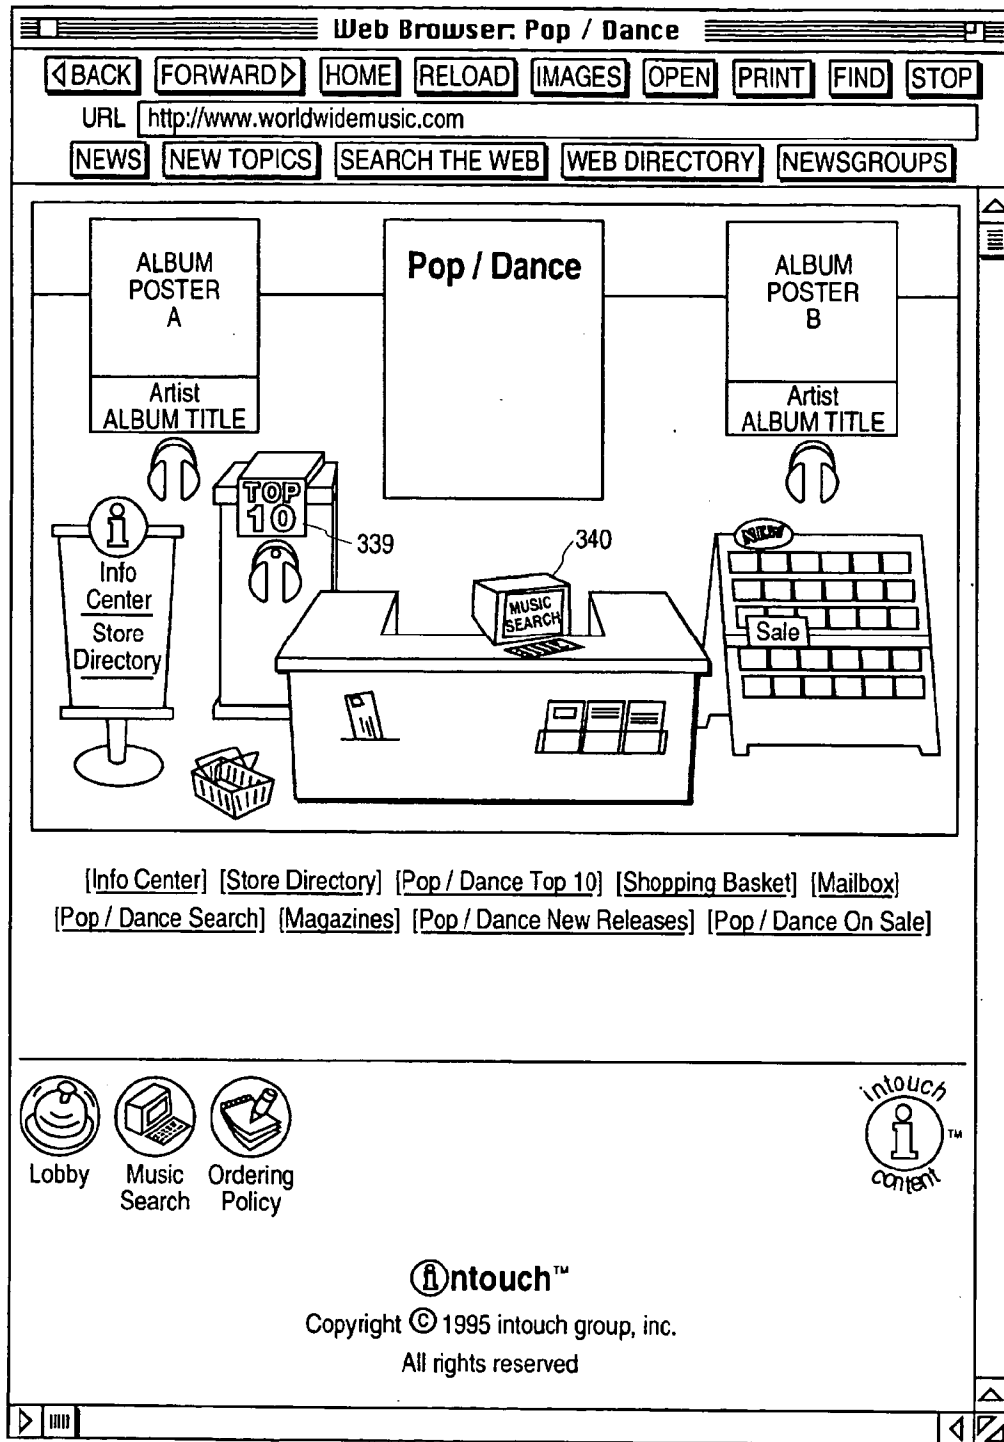 Web Browser: Pop / Dance
BACK FORWARD HOME RELOAD IMAGES OPEN PRINT FIND STOP
URL http://www.worldwidemusic.com
NEWS NEW TOPICS SEARCH THE WEB WEB DIRECTORY NEWSGROUPS
ALBUM
POSTER
A
Artist
ALBUM TITLE
Pop / Dance
ALBUM
POSTER
B
Artist
ALBUM TITLE
TOP
10
339
340
i
Info
Center
Store
Directory
MUSIC
SEARCH
NEW
Sale
[Info Center] [Store Directory] [Pop / Dance Top 10] [Shopping Basket] [Mailbox]
[Pop / Dance Search] [Magazines] [Pop / Dance New Releases] [Pop / Dance On Sale]
Lobby
Music
Search
Ordering
Policy
intouch
i
TM
content
intouch™
Copyright © 1995 intouch group, inc.
All rights reserved